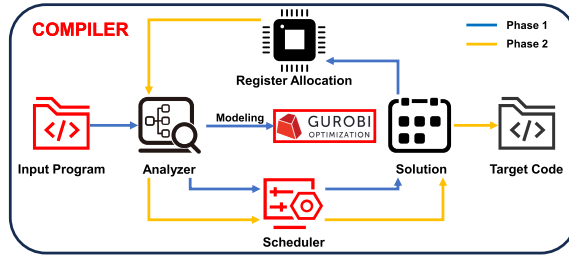 COMPILER
Phase 1
Phase 2
Register Allocation
Modeling
GUROBI
OPTIMIZATION
Input Program
Analyzer
Solution
Target Code
Scheduler